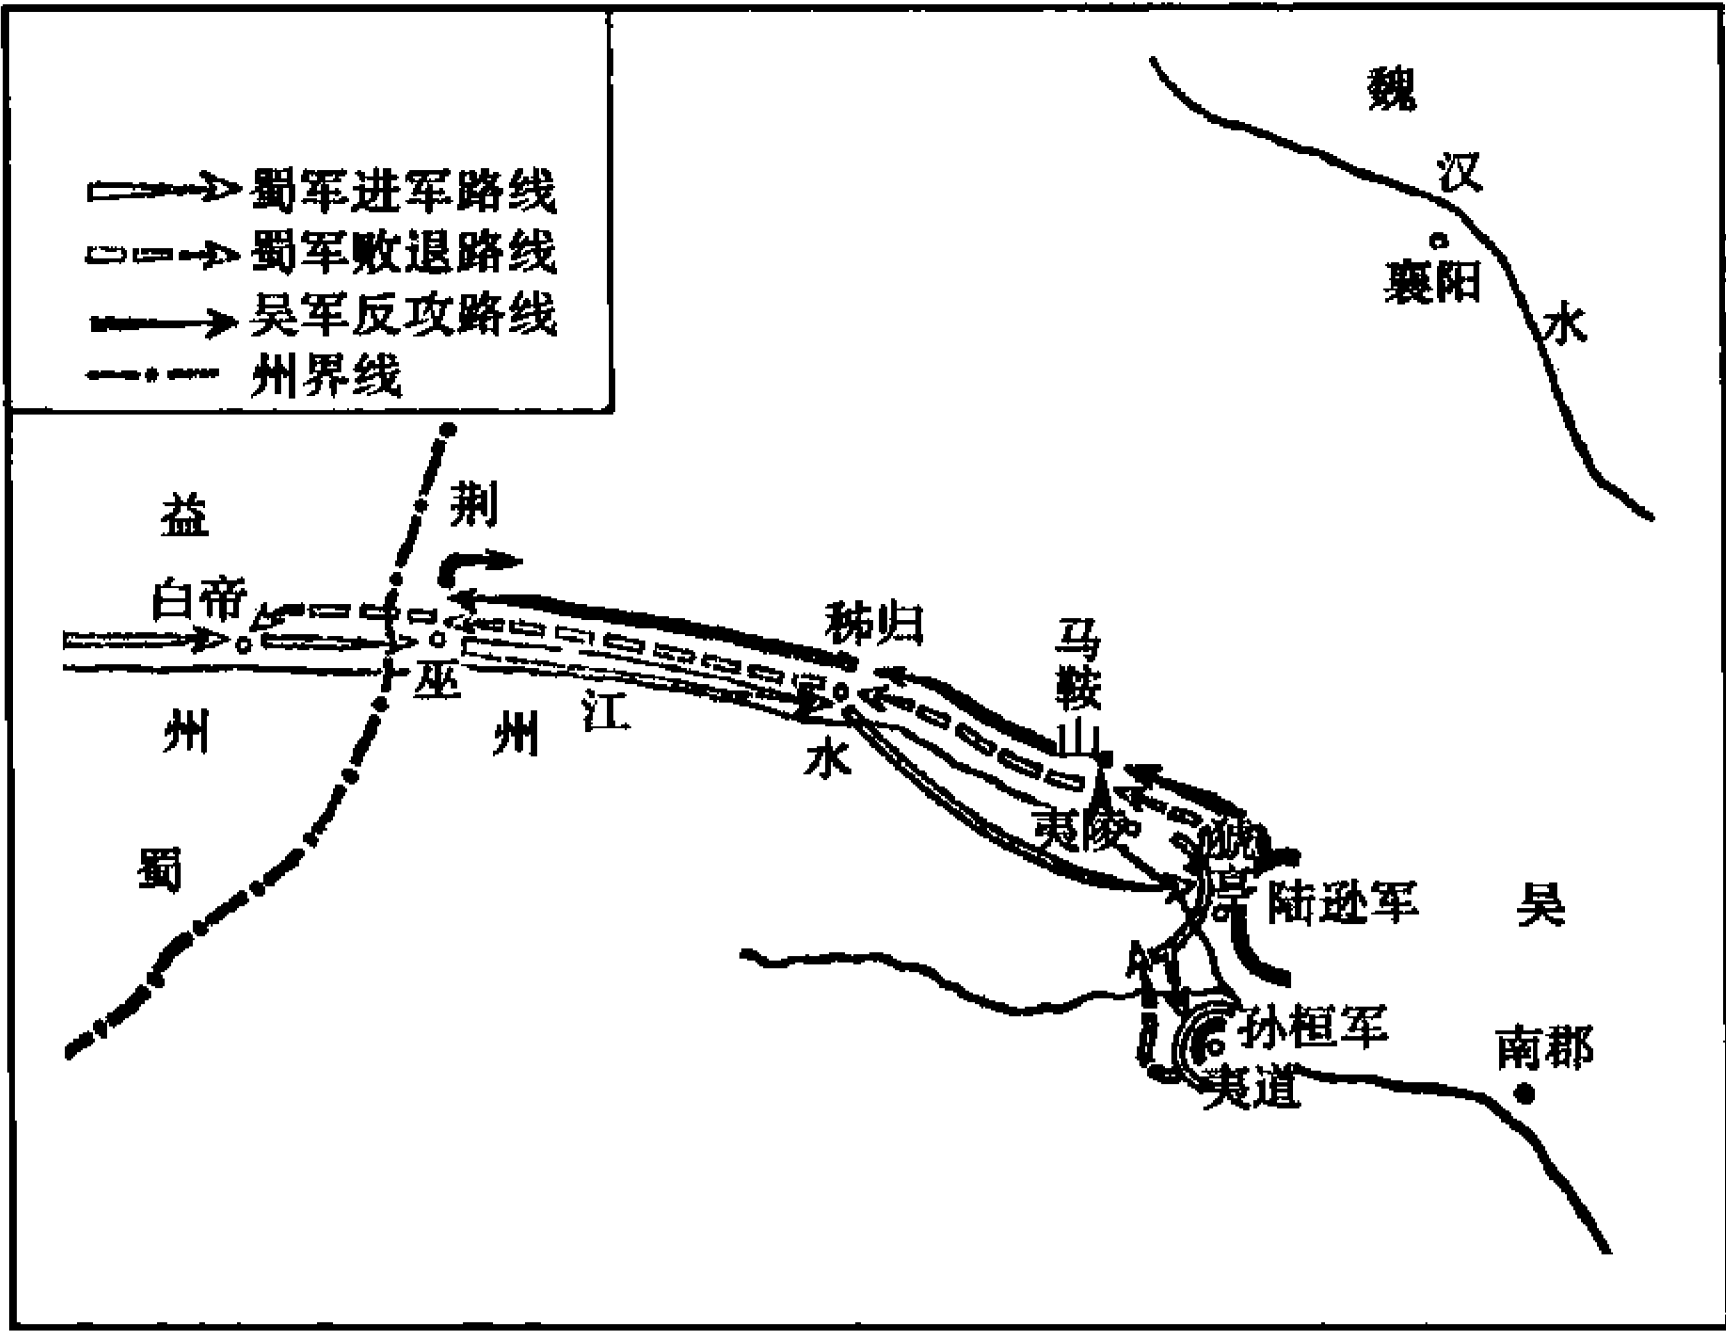 蜀军进军路线
蜀军败退路线
吴军反攻路线
州界线
魏
汉
水
襄阳
益
州
荆
州
白帝
巫
江
水
秭归
马鞍山
夷陵
猇亭
陆逊军
吴
蜀
孙桓军
夷道
南郡